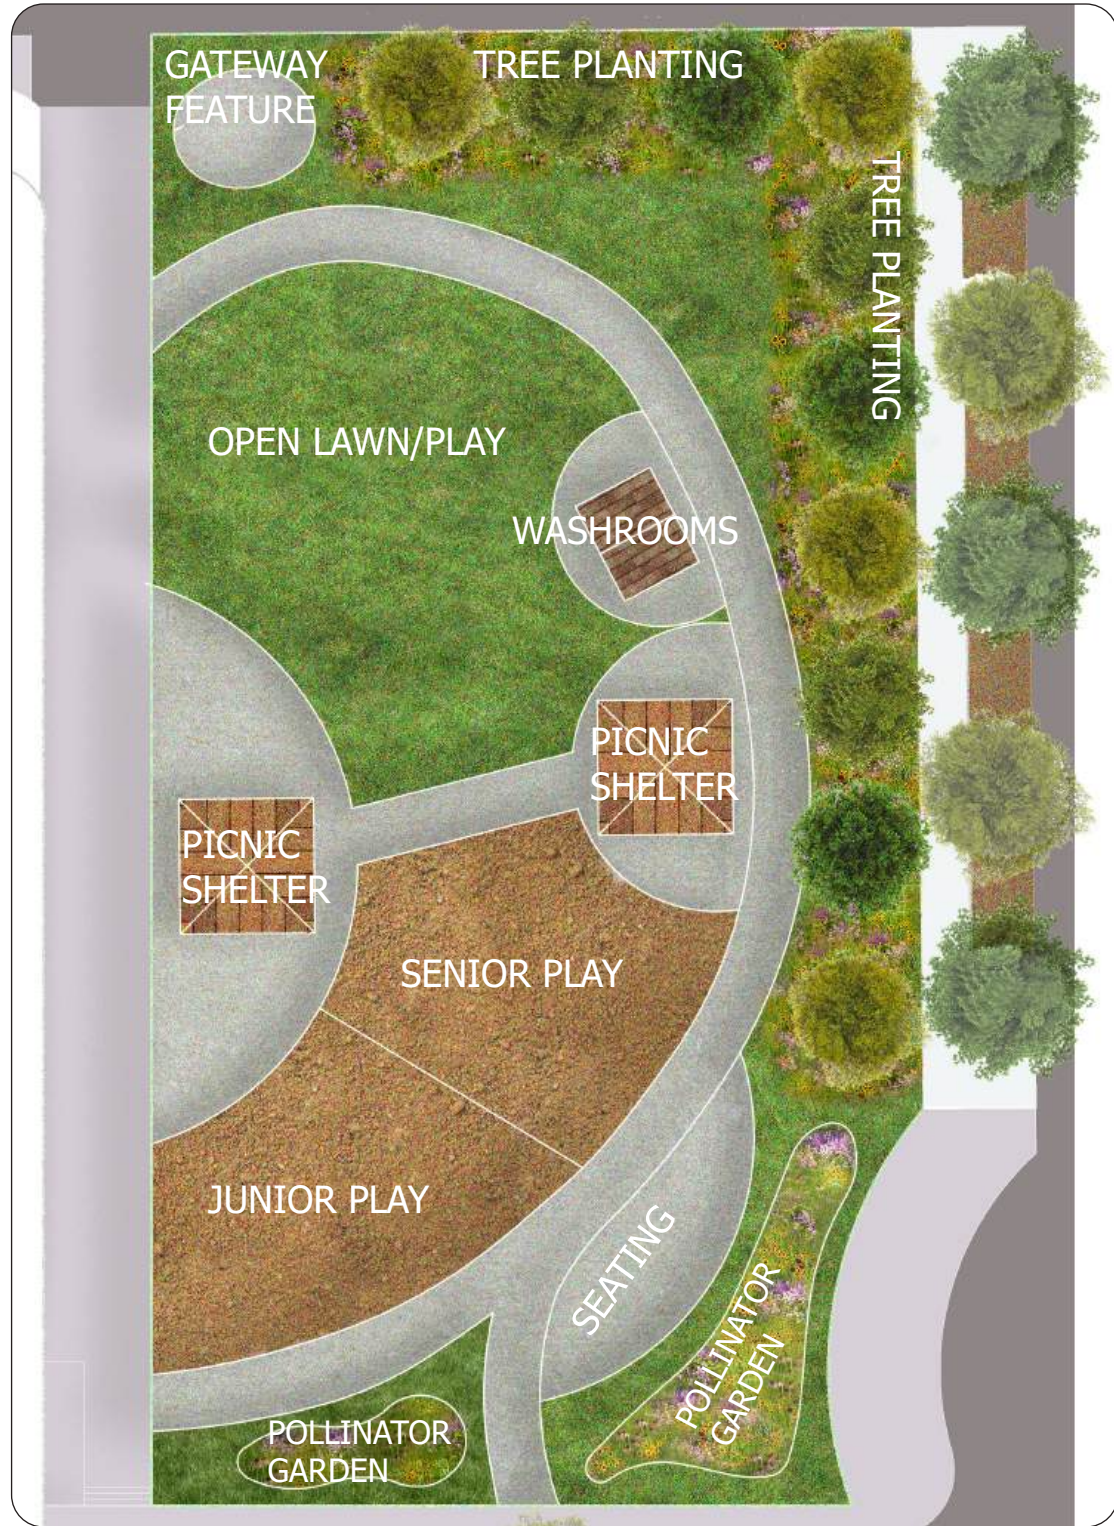 GATEWAY
FEATURE
TREE PLANTING
TREE PLANTING
OPEN LAWN/PLAY
WASHROOMS
PICNIC
SHELTER
PICNIC
SHELTER
SENIOR PLAY
JUNIOR PLAY
SEATING
POLLINATOR
GARDEN
POLLINATOR
GARDEN